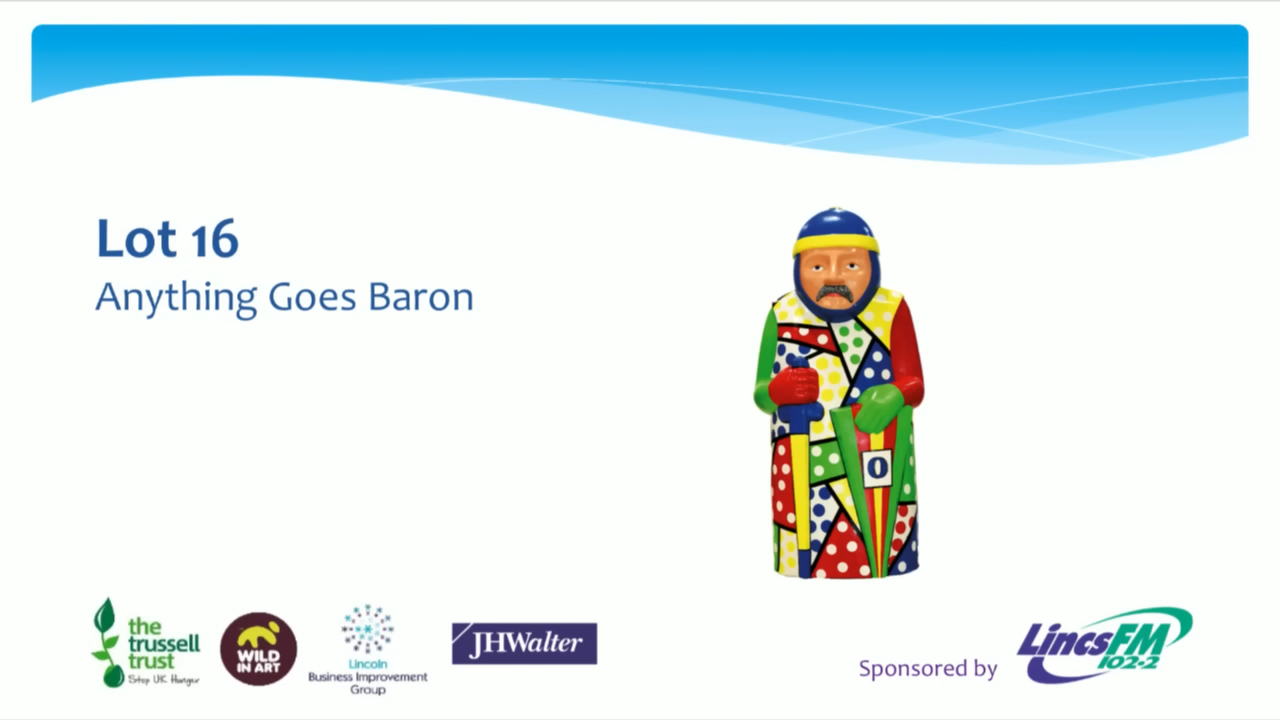 Lot 16
Anything Goes Baron
O
the
trussell
trust
Stop UK Hunger
WILD
IN ART
Lincoln
Business Improvement
Group
JHWalter
Sponsored by
LincsFM
102·2